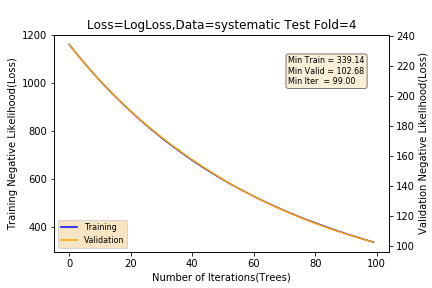 Loss=LogLoss,Data=systematic Test Fold=4
Training Negative Likelihood(Loss)
1200
1000
800
600
400
Min Train = 339.14
Min Valid = 102.68
Min Iter = 99.00
Training
Validation
240
220
200
180
160
140
120
100
Validation Negative Likelihood(Loss)
0 20 40 60 80 100
Number of Iterations(Trees)